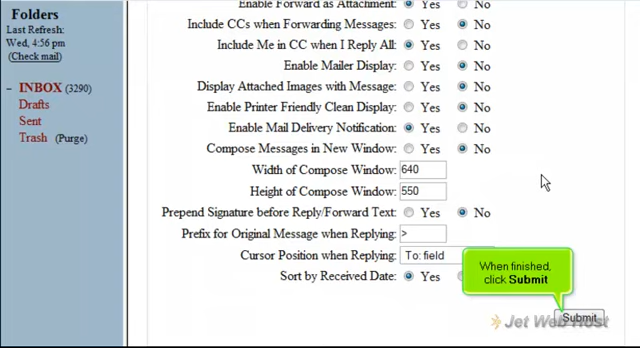 Folders
Last Refresh:
Wed, 4:56 pm
(Check mail)
– INBOX (3290)
Drafts
Sent
Trash (Purge)
Enable Forward as Attachment: Yes No
Include CCs when Forwarding Messages: Yes No
Include Me in CC when I Reply All: Yes No
Enable Mailer Display: Yes No
Display Attached Images with Message: Yes No
Enable Printer Friendly Clean Display: Yes No
Enable Mail Delivery Notification: Yes No
Compose Messages in New Window: Yes No
Width of Compose Window: 640
Height of Compose Window: 550
Prepend Signature before Reply/Forward Text: Yes No
Prefix for Original Message when Replying: >
Cursor Position when Replying: To: field
Sort by Received Date: Yes
When finished,
click Submit
Submit
Jet Web Host